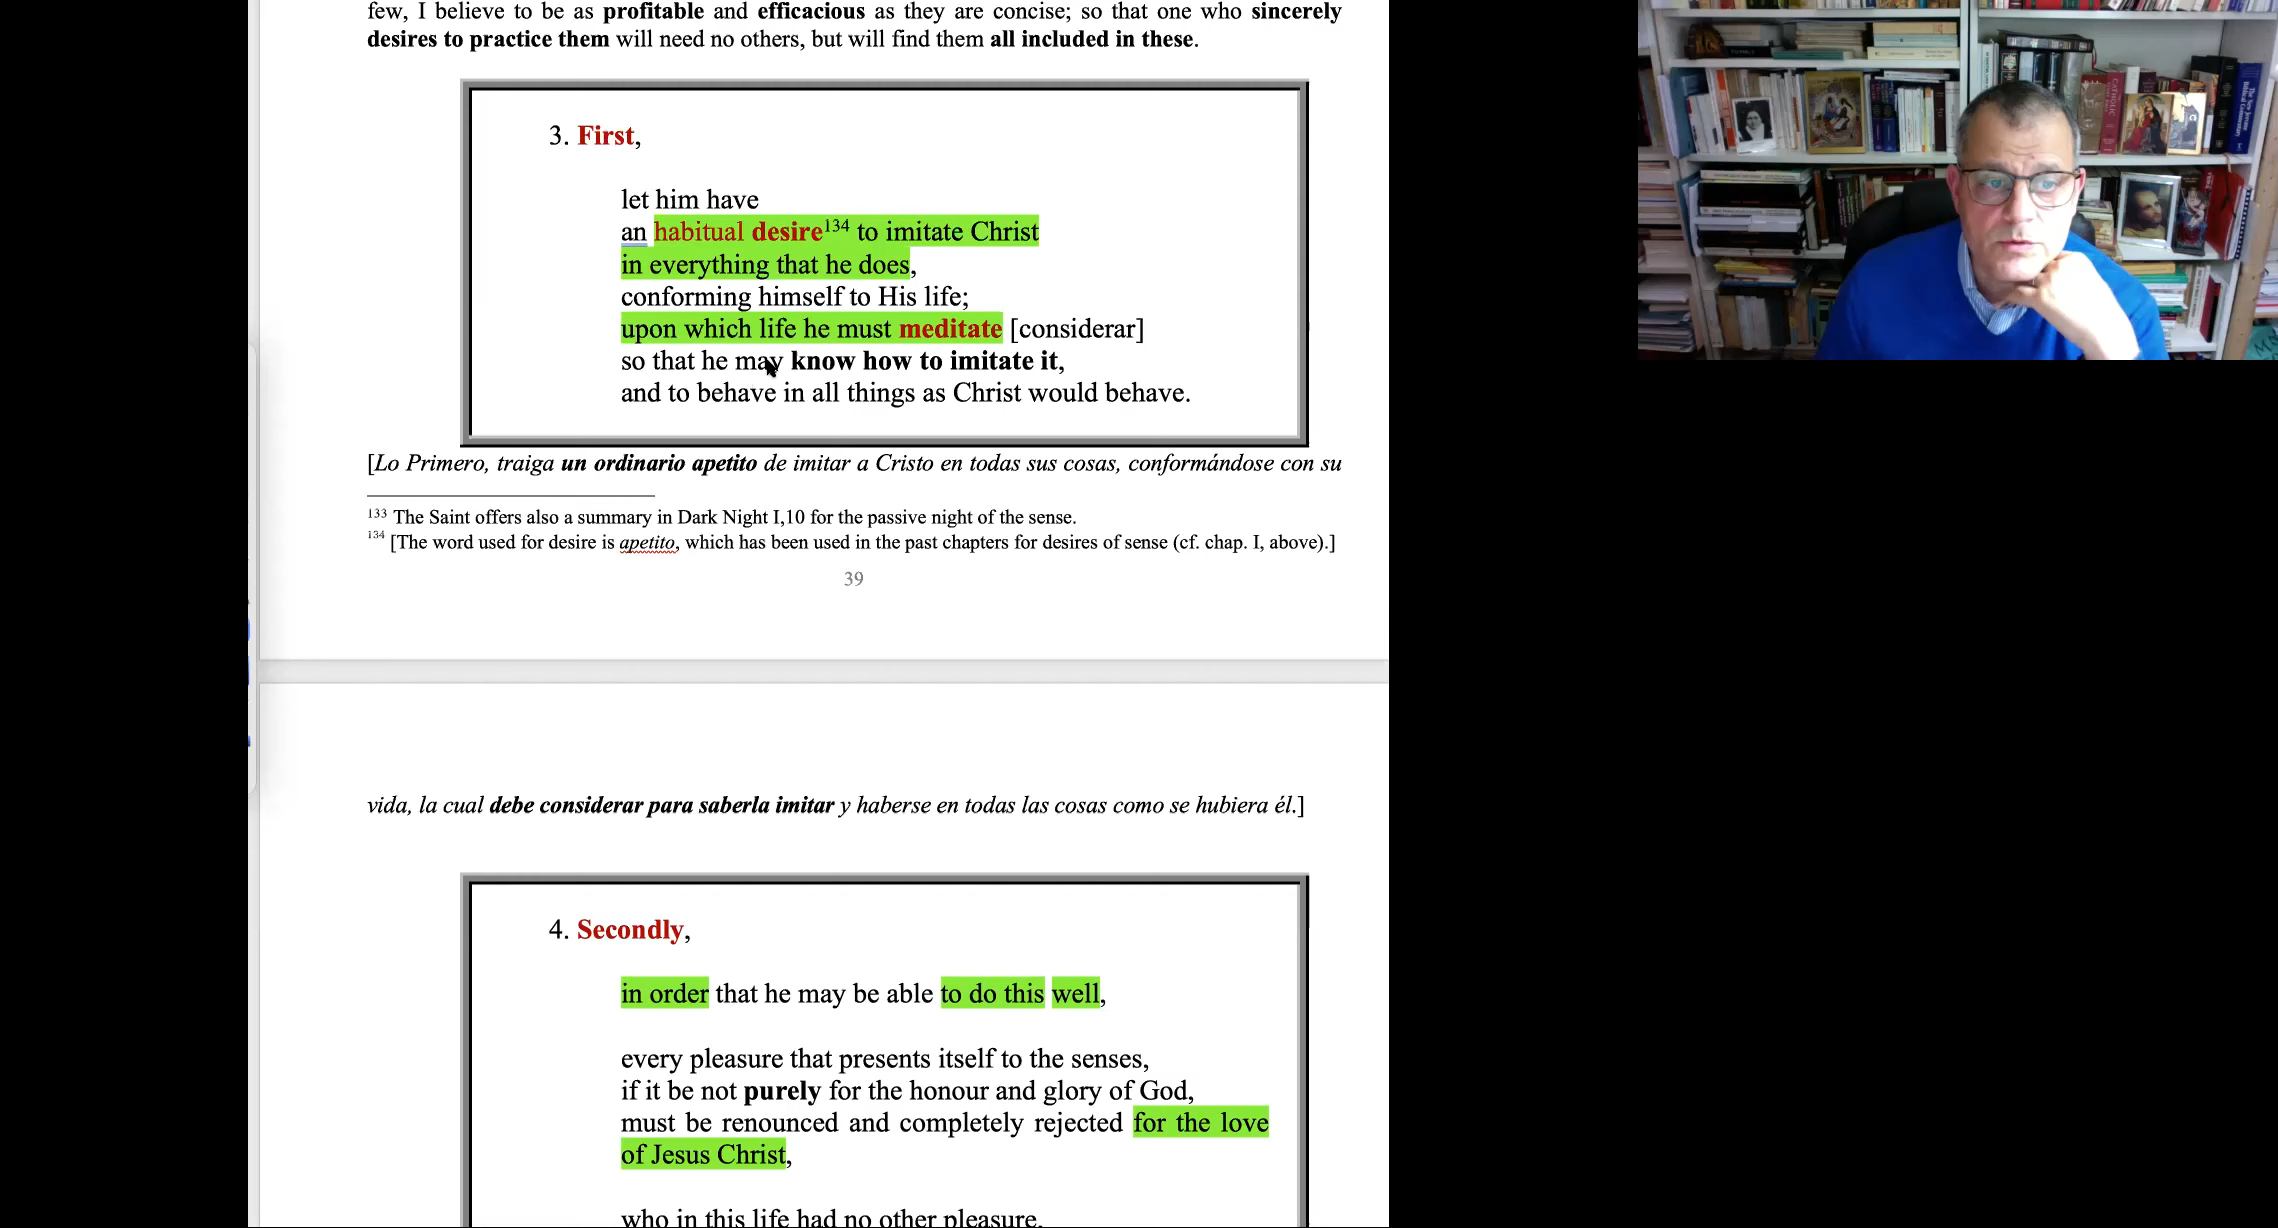 few, I believe to be as profitable and efficacious as they are concise; so that one who sincerely
desires to practice them will need no others, but will find them all included in these.
3. First,
let him have
an habitual desire134 to imitate Christ
in everything that he does,
conforming himself to His life;
upon which life he must meditate [considerar]
so that he may know how to imitate it,
and to behave in all things as Christ would behave.
[Lo Primero, traiga un ordinario apetito de imitar a Cristo en todas sus cosas, conformándose con su
133 The Saint offers also a summary in Dark Night I,10 for the passive night of the sense.
134 [The word used for desire is apetito, which has been used in the past chapters for desires of sense (cf. chap. I, above).]
39
vida, la cual debe considerar para saberla imitar y haberse en todas las cosas como se hubiera él.]
4. Secondly,
in order that he may be able to do this well,
every pleasure that presents itself to the senses,
if it be not purely for the honour and glory of God,
must be renounced and completely rejected for the love
of Jesus Christ,
who in this life had no other pleasure,